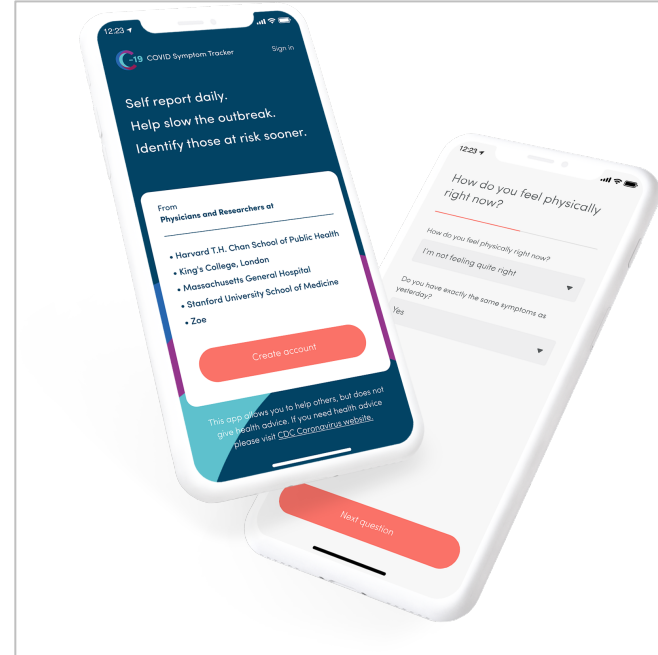 12:23
C-19 COVID Symptom Tracker
Sign in
Self report daily.
Help slow the outbreak.
Identify those at risk sooner.
From
Physicians and Researchers at
• Harvard T.H. Chan School of Public Health
• King's College, London
• Massachusetts General Hospital
• Stanford University School of Medicine
• Zoe
Create account
This app allows you to help others, but does not
give health advice. If you need health advice
please visit CDC Coronavirus website.
12:23
How do you feel physically
right now?
How do you feel physically right now?
I'm not feeling quite right
Do you have exactly the same symptoms as
yesterday?
Yes
Next question